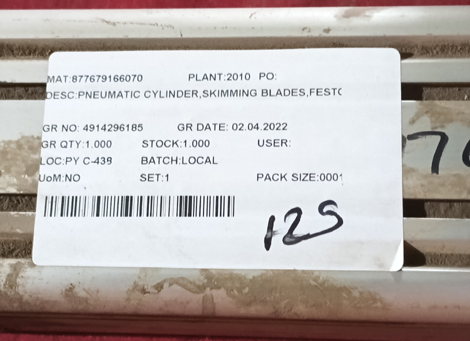 MAT:877679166070 PLANT:2010 PO:
DESC:PNEUMATIC CYLINDER,SKIMMING BLADES,FESTO
GR NO: 4914296185 GR DATE: 02.04.2022
GR QTY:1.000 STOCK:1.000 USER:
LOC:PY C-439 BATCH:LOCAL
UoM:NO SET:1 PACK SIZE:0001
125